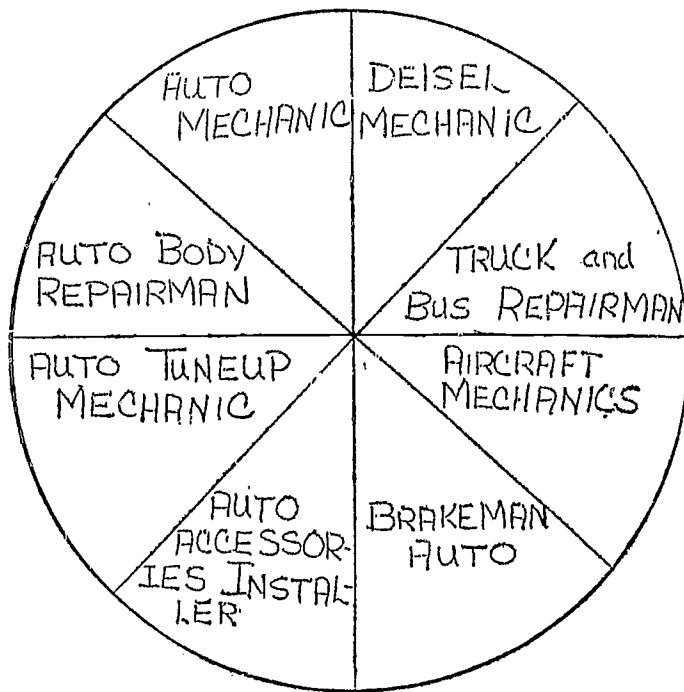 AUTO
MECHANIC
DEISEL
MECHANIC
TRUCK and
BUS REPAIRMAN
AIRCRAFT
MECHANICS
BRAKEMAN
AUTO
AUTO
ACCESSOR-
IES INSTAL-
LER
AUTO TUNEUP
MECHANIC
AUTO BODY
REPAIRMAN